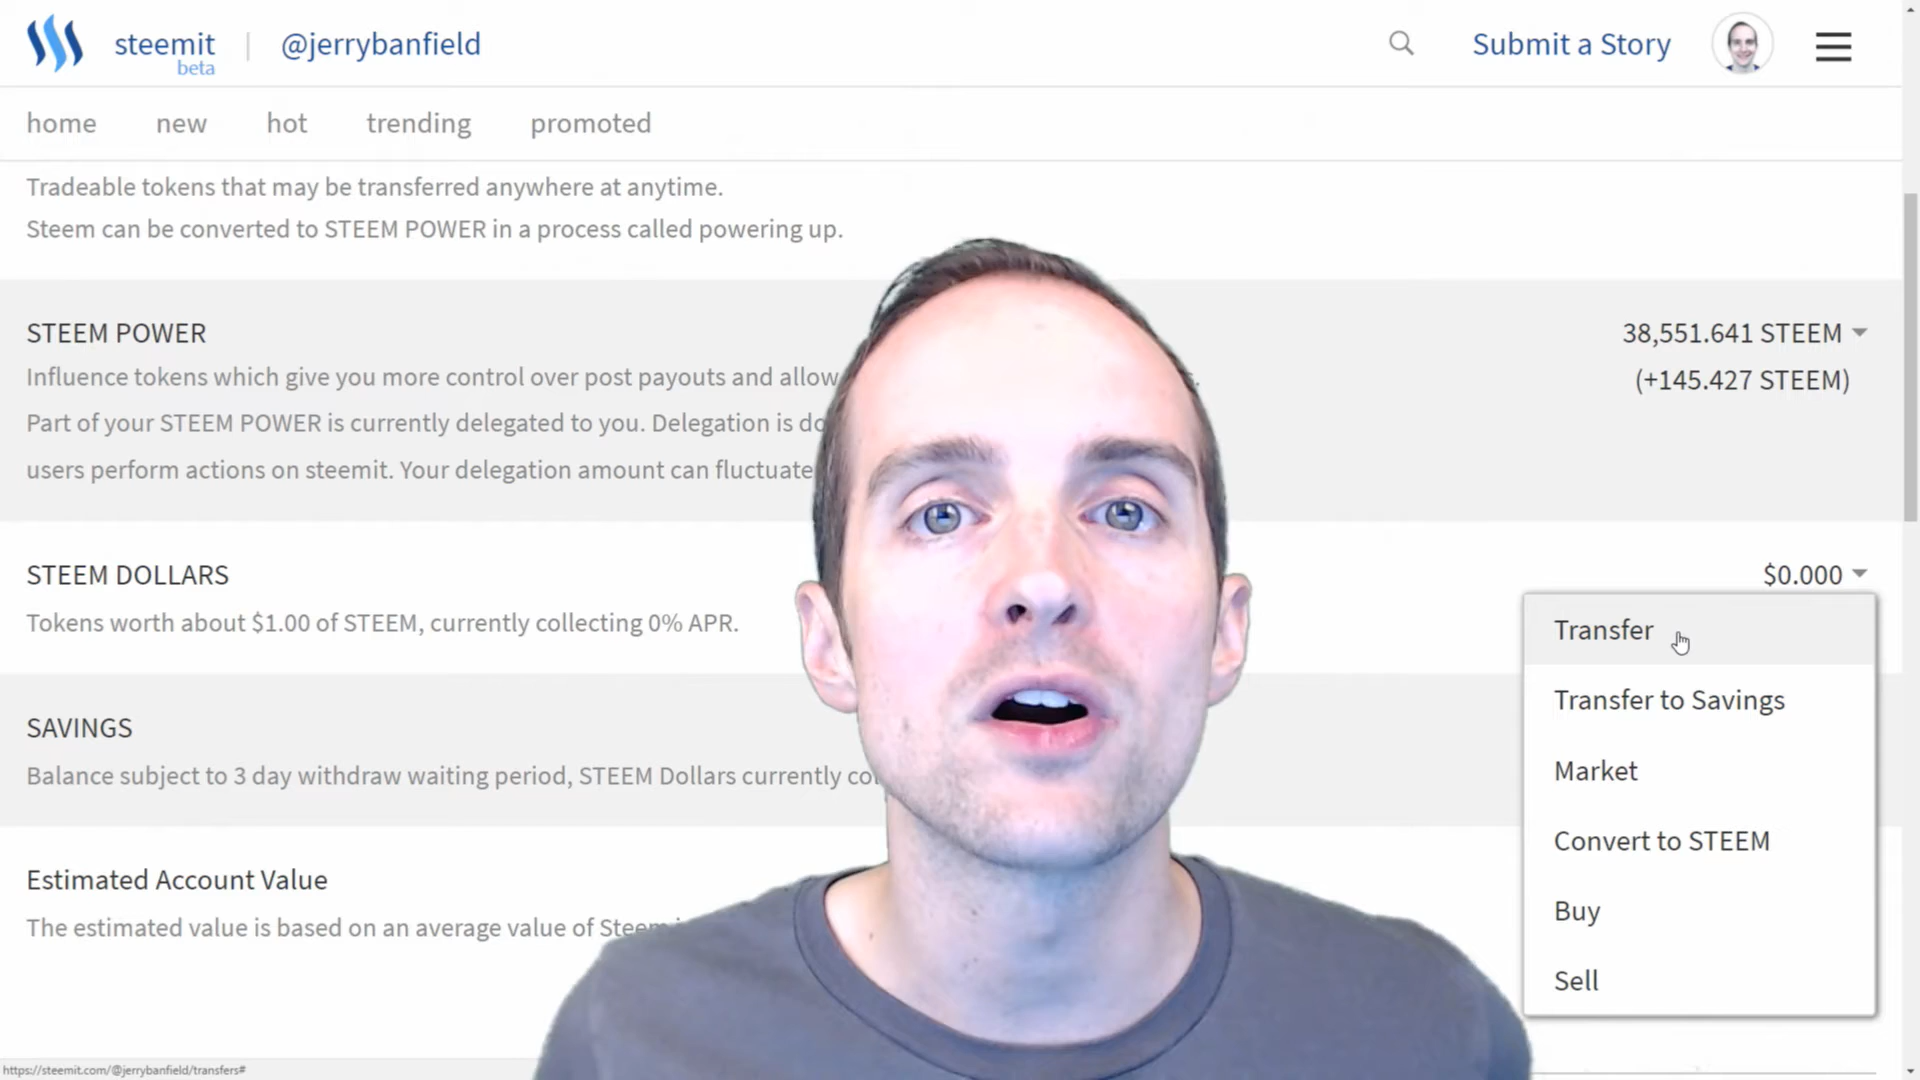 steemit
beta
@jerrybanfield
Submit a Story
home new hot trending promoted
Tradeable tokens that may be transferred anywhere at anytime.
Steem can be converted to STEEM POWER in a process called powering up.
STEEM POWER
38,551.641 STEEM
Influence tokens which give you more control over post payouts and allow
(+145.427 STEEM)
Part of your STEEM POWER is currently delegated to you. Delegation is
users perform actions on steemit. Your delegation amount can fluctuate
STEEM DOLLARS
$0.000
Tokens worth about $1.00 of STEEM, currently collecting 0% APR.
Transfer
Transfer to Savings
Market
Convert to STEEM
Buy
Sell
SAVINGS
Balance subject to 3 day withdraw waiting period, STEEM Dollars currently
Estimated Account Value
The estimated value is based on an average value of Steem
https://steemit.com/@jerrybanfield/transfers#